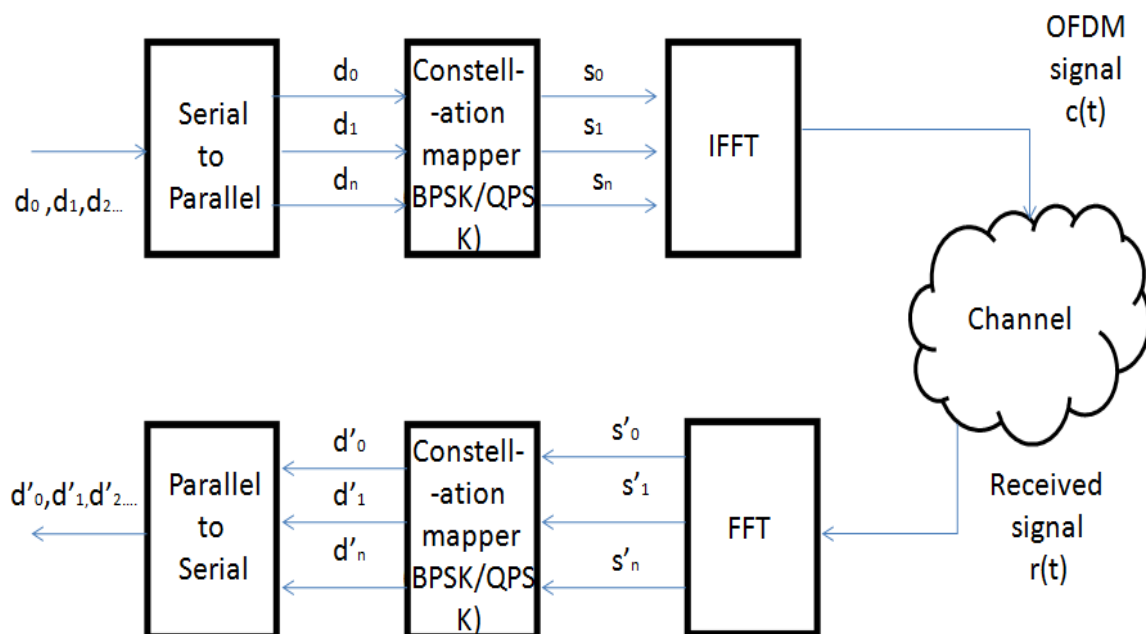 OFDM
signal
c(t)
d₀ ,d₁,d₂...
Serial
to
Parallel
d₀
d₁
dₙ
Constell-
-ation
mapper
(BPSK/QPS
K)
s₀
s₁
sₙ
IFFT
Channel
Received
signal
r(t)
FFT
s'₀
s'₁
s'ₙ
Constell-
-ation
mapper
(BPSK/QPS
K)
d'₀
d'₁
d'ₙ
Parallel
to
Serial
d'₀,d'₁,d'₂....